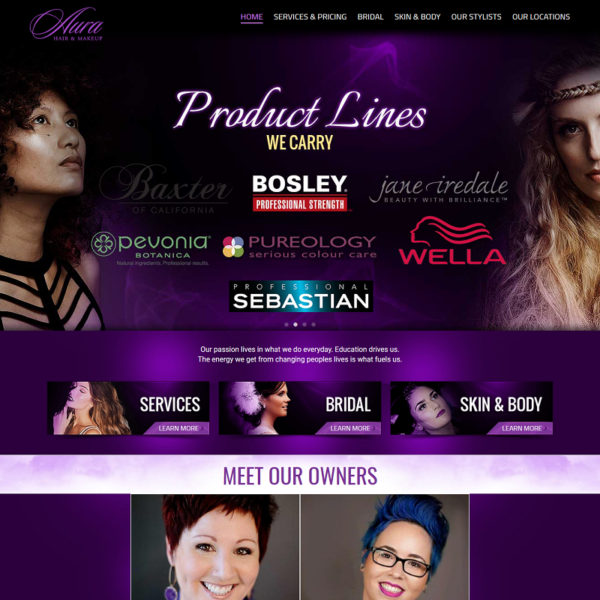 Aura
HAIR & MAKEUP
HOME SERVICES & PRICING BRIDAL SKIN & BODY OUR STYLISTS OUR LOCATIONS
Product Lines
WE CARRY
Baxter
OF CALIFORNIA
BOSLEY®
PROFESSIONAL STRENGTH™
jane iredale
BEAUTY WITH BRILLIANCE™
pevonia®
BOTANICA
Natural Ingredients. Professional results.
PUREOLOGY
serious colour care
WELLA
PROFESSIONAL
SEBASTIAN
Our passion lives in what we do everyday. Education drives us.
The energy we get from changing peoples lives is what fuels us.
SERVICES
LEARN MORE
BRIDAL
LEARN MORE
SKIN & BODY
LEARN MORE
MEET OUR OWNERS